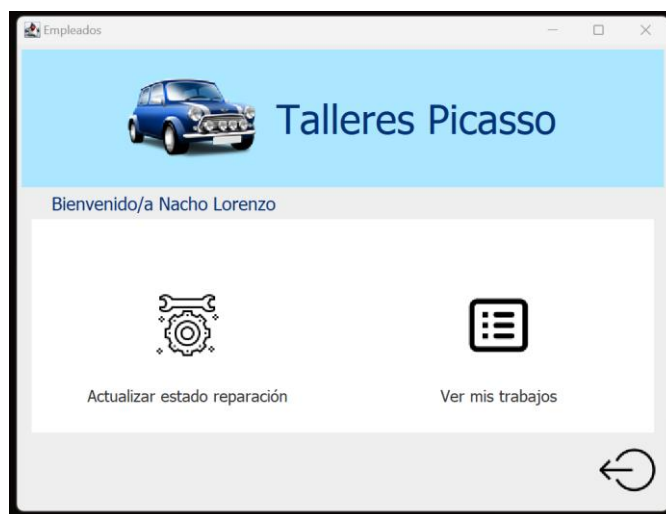 Empleados
Talleres Picasso
Bienvenido/a Nacho Lorenzo
Actualizar estado reparación
Ver mis trabajos